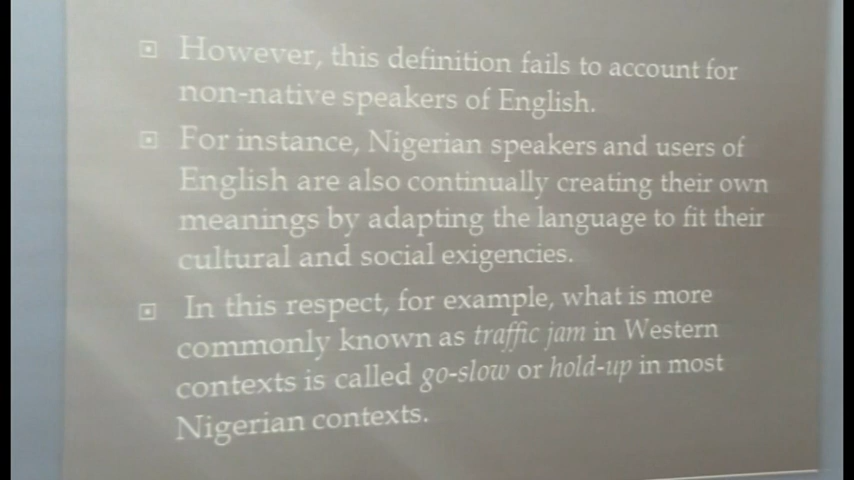 However, this definition fails to account for
non-native speakers of English.
For instance, Nigerian speakers and users of
English are also continually creating their own
meanings by adapting the language to fit their
cultural and social exigencies.
In this respect, for example, what is more
commonly known as traffic jam in Western
contexts is called go-slow or hold-up in most
Nigerian contexts.